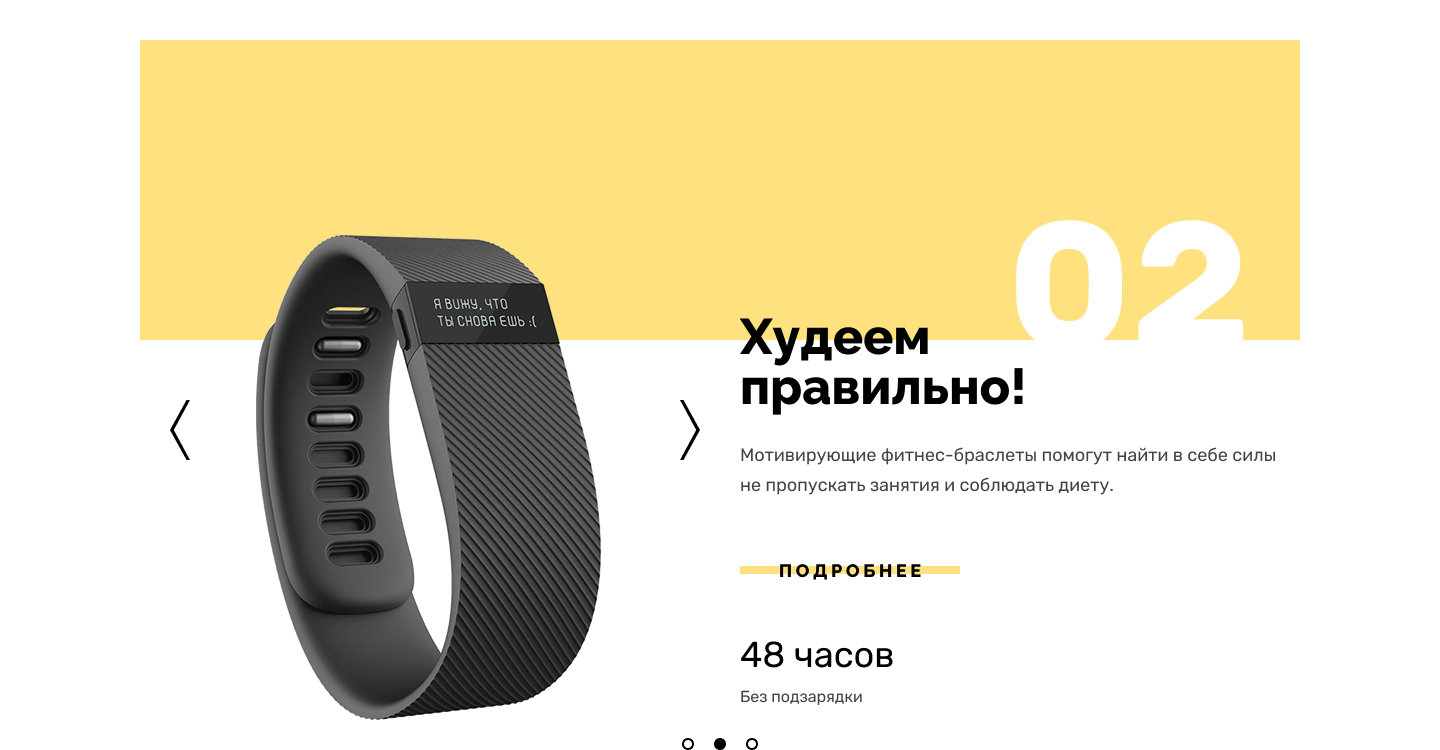 02
Худеем
правильно!
Я ВИЖУ, ЧТО
ТЫ СНОВА ЕШЬ :(
Мотивирующие фитнес-браслеты помогут найти в себе силы
не пропускать занятия и соблюдать диету.
ПОДРОБНЕЕ
48 часов
Без подзарядки